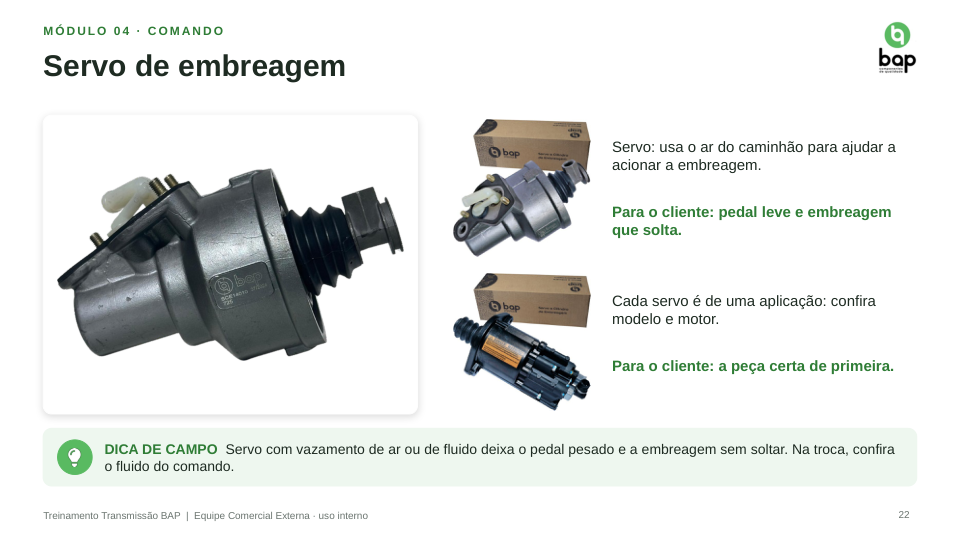 MÓDULO 04 · COMANDO
Servo de embreagem
bap
bap
bap
Servo: usa o ar do caminhão para ajudar a
acionar a embreagem.
Para o cliente: pedal leve e embreagem
que solta.
bap
Cada servo é de uma aplicação: confira
modelo e motor.
Para o cliente: a peça certa de primeira.
DICA DE CAMPO Servo com vazamento de ar ou de fluido deixa o pedal pesado e a embreagem sem soltar. Na troca, confira
o fluido do comando.
Treinamento Transmissão BAP | Equipe Comercial Externa · uso interno
22